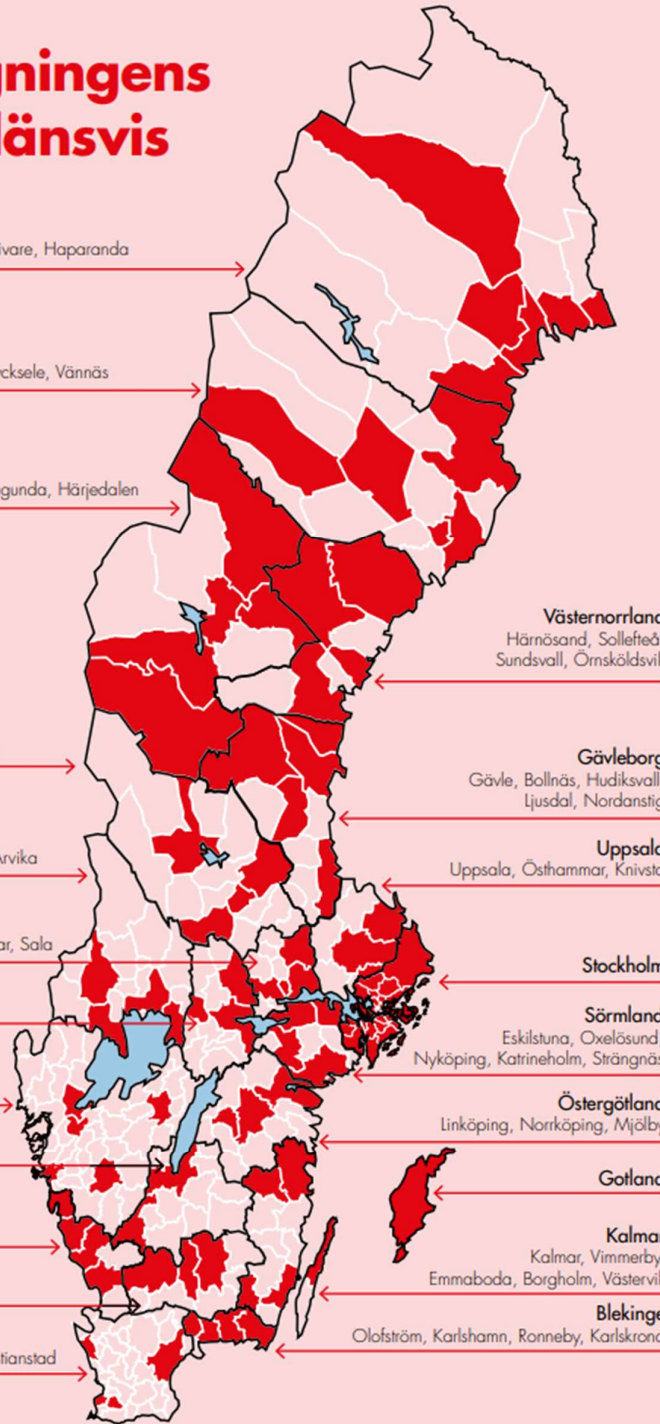 gningens
länsvis
ivare, Haparanda
cksele, Vännäs
gunda, Härjedalen
Västernorrland
Härnösand, Sollefteå
Sundsvall, Örnsköldsvik
Gävleborg
Gävle, Bollnäs, Hudiksvall
Ljusdal, Nordanstig
Arvika
Uppsala
Uppsala, Östhammar, Knivsta
ar, Sala
Stockholm
Sörmland
Eskilstuna, Oxelösund
Nyköping, Katrineholm, Strängnäs
Östergötland
Linköping, Norrköping, Mjölby
Gotland
Kalmar
Kalmar, Vimmerby
Emmaboda, Borgholm, Västervik
Blekinge
Olofström, Karlshamn, Ronneby, Karlskrona
tianstad